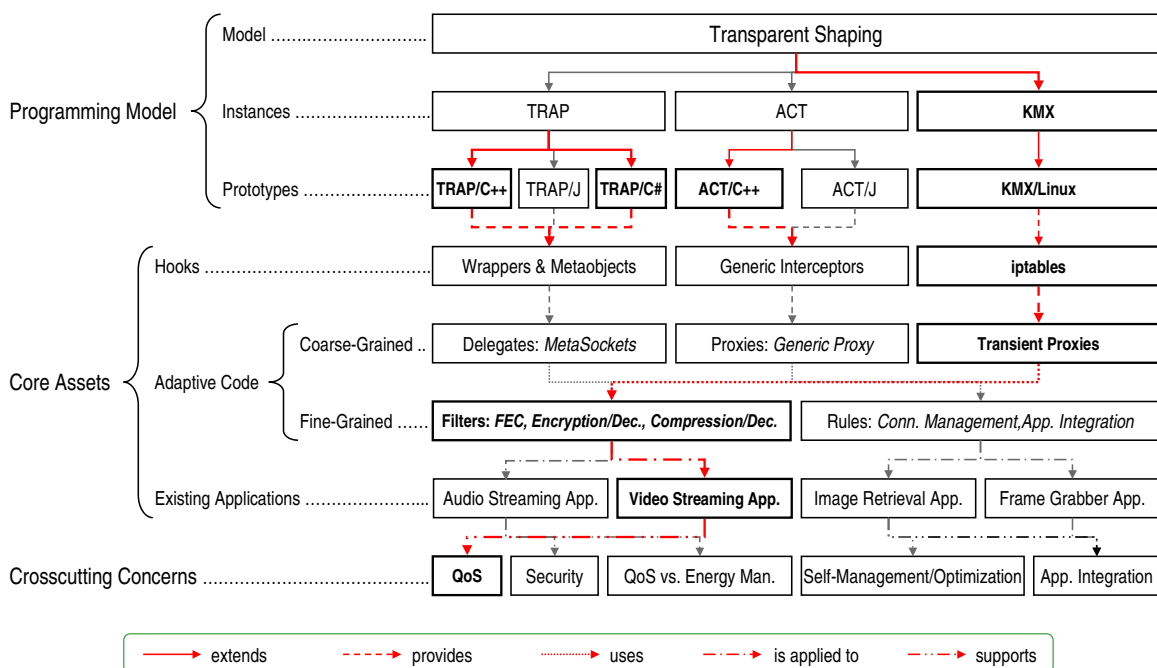 Model ........................... Transparent Shaping
Programming Model
Instances ........................... TRAP ACT KMX
Prototypes ........................ TRAP/C++ TRAP/J TRAP/C# ACT/C++ ACT/J KMX/Linux
Hooks ....................................... Wrappers & Metaobjects Generic Interceptors iptables
Coarse-Grained .. Delegates: MetaSockets Proxies: Generic Proxy Transient Proxies
Core Assets
Adaptive Code
Fine-Grained ...... Filters: FEC, Encryption/Dec., Compression/Dec. Rules: Conn. Management,App. Integration
Existing Applications ..................... Audio Streaming App. Video Streaming App. Image Retrieval App. Frame Grabber App.
Crosscutting Concerns ........................................ QoS Security QoS vs. Energy Man. Self-Management/Optimization App. Integration
extends provides uses is applied to supports